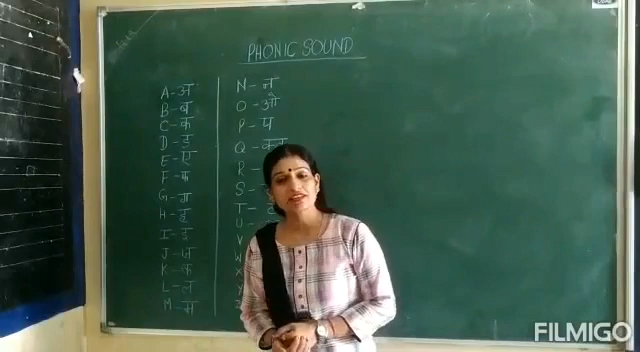 PHONIC SOUND
A-अ
B-ब
C-क
D-ड
E-ऐ
F-फ
G-ग
H-ह
I-इ
J-ज
K-क
L-ल
M-म
N-न
O-ओ
P-प
Q-क्व
R-
S-
T-
U-
V
W
X
Y
FILMIGO